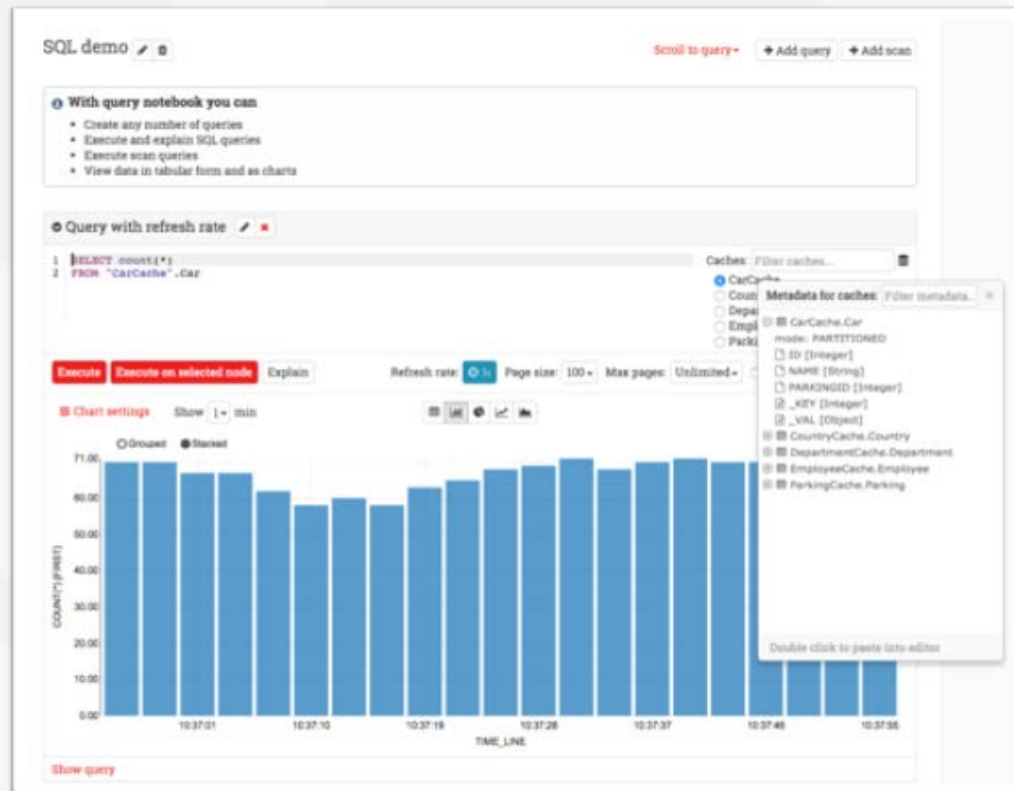 SQL demo
Scroll to query
Add query
Add scan
With query notebook you can
Create any number of queries
Execute and explain SQL queries
Execute scan queries
View data in tabular form and as charts
Query with refresh rate
1 SELECT count(*)
2 FROM "CarCache".Car
Caches: Filter caches...
CarCache
Coun
Depa
Empl
Parki
Metadata for caches: Filter metadata...
CarCache.Car
mode: PARTITIONED
ID [Integer]
NAME [String]
PARKINGID [Integer]
_KEY [Integer]
_VAL [Object]
CountryCache.Country
DepartmentCache.Department
EmployeeCache.Employee
ParkingCache.Parking
Double click to paste into editor
Execute Execute on selected node Explain Refresh rate: Page size: 100 Max pages: Unlimited
Chart settings Show 1 min
Grouped Stacked
71.00
60.00
50.00
40.00
30.00
20.00
10.00
0.00
COUNT(*) (FIRST)
10:37:01 10:37:10 10:37:19 10:37:28 10:37:37 10:37:46 10:37:55
TIME_LINE
Show query